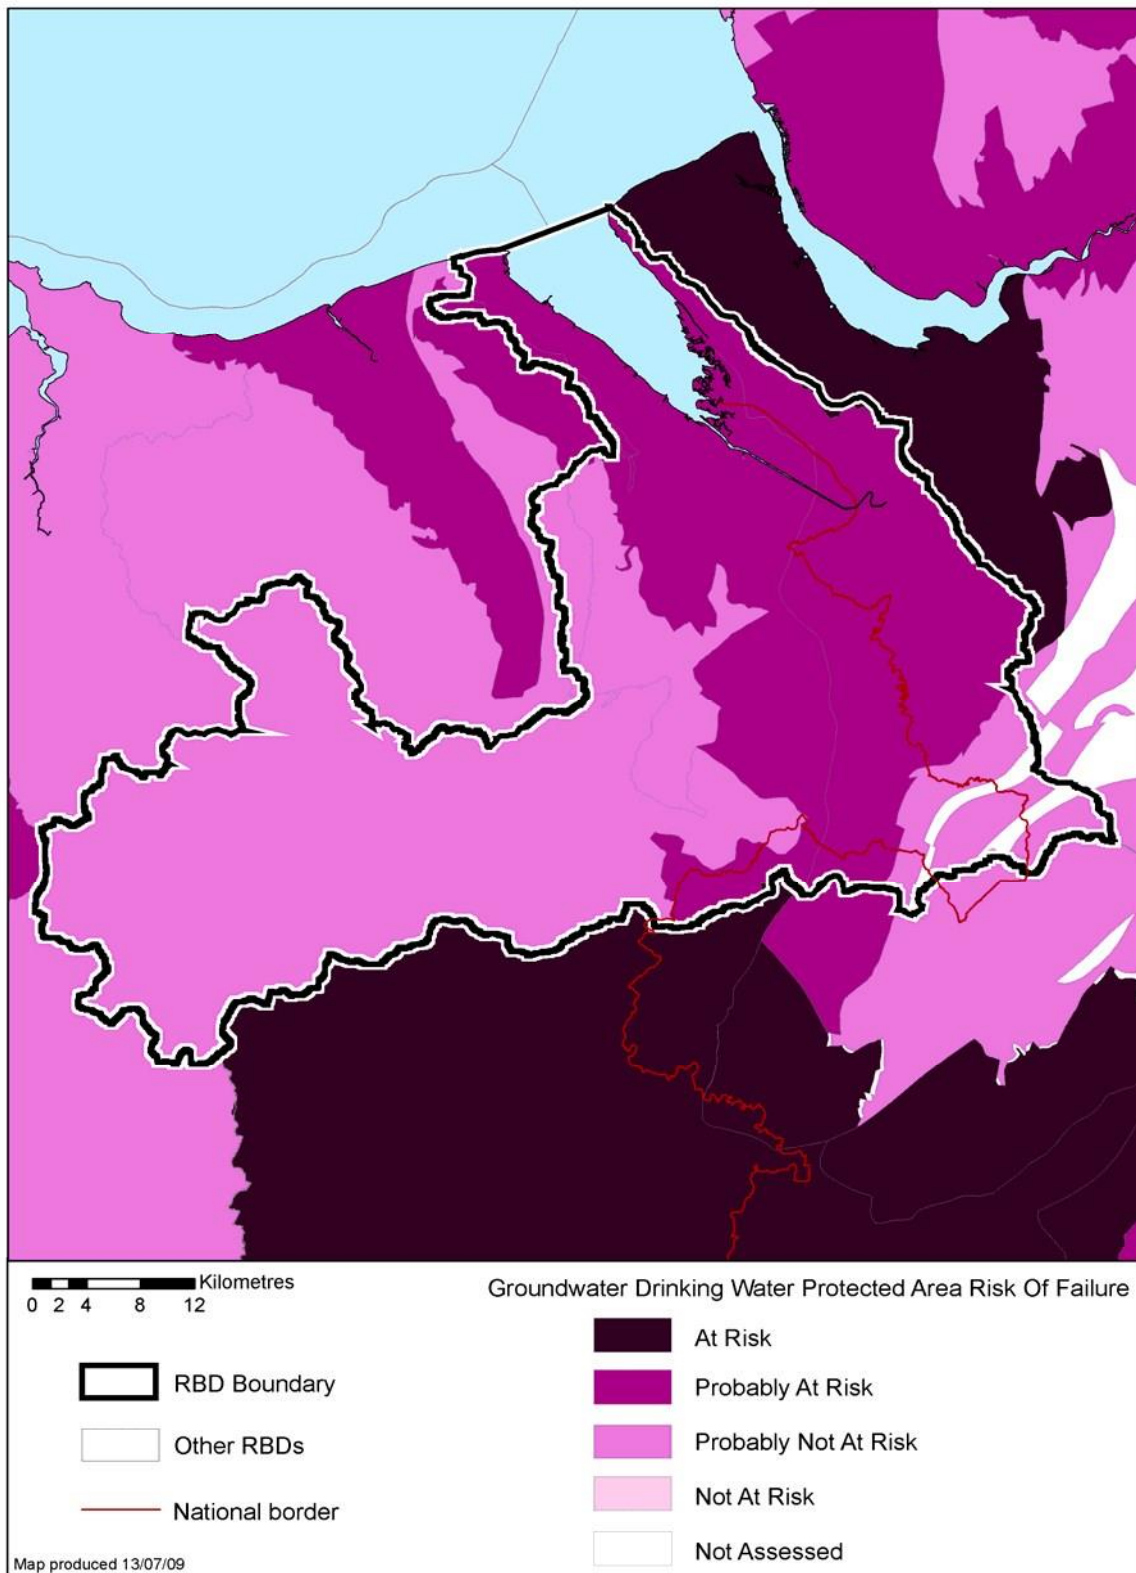 Kilometres
0 2 4 8 12
RBD Boundary
Other RBDs
National border
Map produced 13/07/09
Groundwater Drinking Water Protected Area Risk Of Failure
At Risk
Probably At Risk
Probably Not At Risk
Not At Risk
Not Assessed